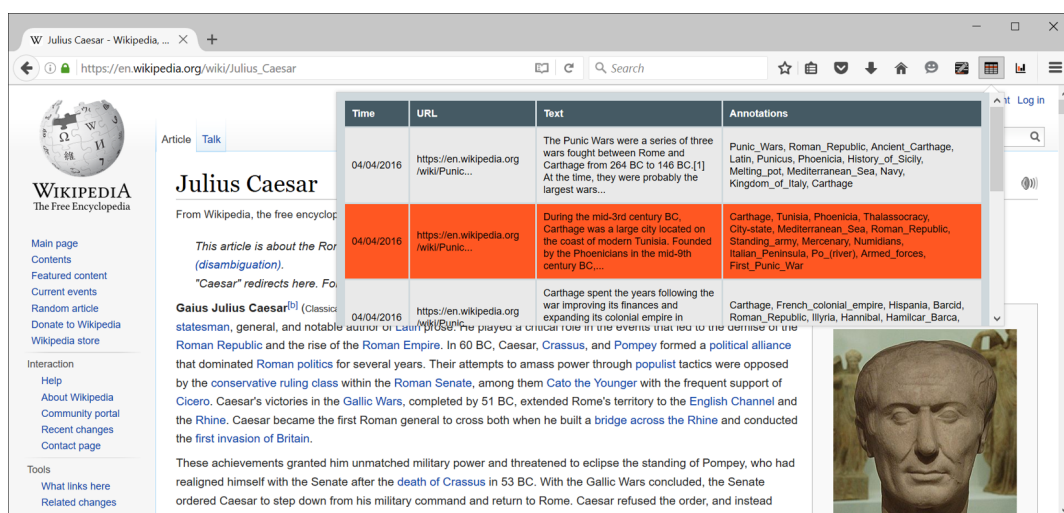 W Julius Caesar - Wikipedia, ...
https://en.wikipedia.org/wiki/Julius_Caesar
Search
Log in
WIKIPEDIA
The Free Encyclopedia
Main page
Contents
Featured content
Current events
Random article
Donate to Wikipedia
Wikipedia store
Interaction
Help
About Wikipedia
Community portal
Recent changes
Contact page
Tools
What links here
Related changes
Article Talk
Julius Caesar
From Wikipedia, the free encyclop
This article is about the Ror
(disambiguation).
"Caesar" redirects here. Fo
Gaius Julius Caesar[b] (Classica
statesman, general, and notable author of Latin prose. He played a critical role in the events that led to the demise of the
Roman Republic and the rise of the Roman Empire. In 60 BC, Caesar, Crassus, and Pompey formed a political alliance
that dominated Roman politics for several years. Their attempts to amass power through populist tactics were opposed
by the conservative ruling class within the Roman Senate, among them Cato the Younger with the frequent support of
Cicero. Caesar's victories in the Gallic Wars, completed by 51 BC, extended Rome's territory to the English Channel and
the Rhine. Caesar became the first Roman general to cross both when he built a bridge across the Rhine and conducted
the first invasion of Britain.
These achievements granted him unmatched military power and threatened to eclipse the standing of Pompey, who had
realigned himself with the Senate after the death of Crassus in 53 BC. With the Gallic Wars concluded, the Senate
ordered Caesar to step down from his military command and return to Rome. Caesar refused the order, and instead
Time URL Text Annotations
04/04/2016
https://en.wikipedia.org
/wiki/Punic...
The Punic Wars were a series of three
wars fought between Rome and
Carthage from 264 BC to 146 BC.[1]
At the time, they were probably the
largest wars...
Punic_Wars, Roman_Republic, Ancient_Carthage,
Latin, Punicus, Phoenicia, History_of_Sicily,
Melting_pot, Mediterranean_Sea, Navy,
Kingdom_of_Italy, Carthage
04/04/2016
https://en.wikipedia.org
/wiki/Punic...
During the mid-3rd century BC,
Carthage was a large city located on
the coast of modern Tunisia. Founded
by the Phoenicians in the mid-9th
century BC,...
Carthage, Tunisia, Phoenicia, Thalassocracy,
City-state, Mediterranean_Sea, Roman_Republic,
Standing_army, Mercenary, Numidians,
Italian_Peninsula, Po_(river), Armed_forces,
First_Punic_War
04/04/2016
https://en.wikipedia.org
/wiki/Punic
Carthage spent the years following the
war improving its finances and
expanding its colonial empire in
Carthage, French_colonial_empire, Hispania, Barcid,
Roman_Republic, Illyria, Hannibal, Hamilcar_Barca,